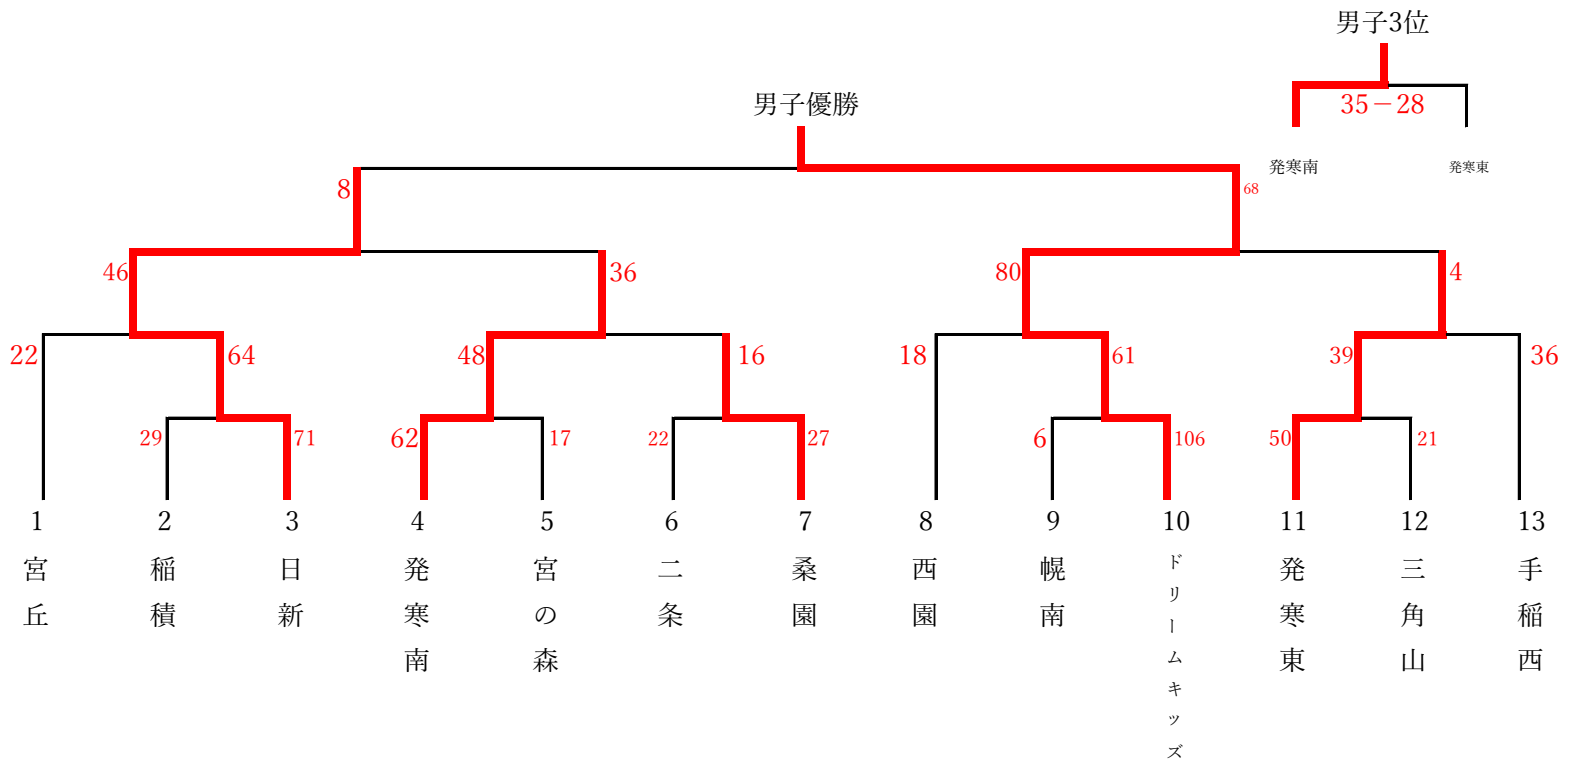 男子3位
35－28
発寒南
発寒東
男子優勝
8
68
46
36
80
4
22
64
48
16
18
61
39
36
29
71
62
17
22
27
6
106
50
21
1
2
3
4
5
6
7
8
9
10
11
12
13
宮丘
稲積
日新
発寒南
宮の森
二条
桑園
西園
幌南
ドリームキッズ
発寒東
三角山
手稲西